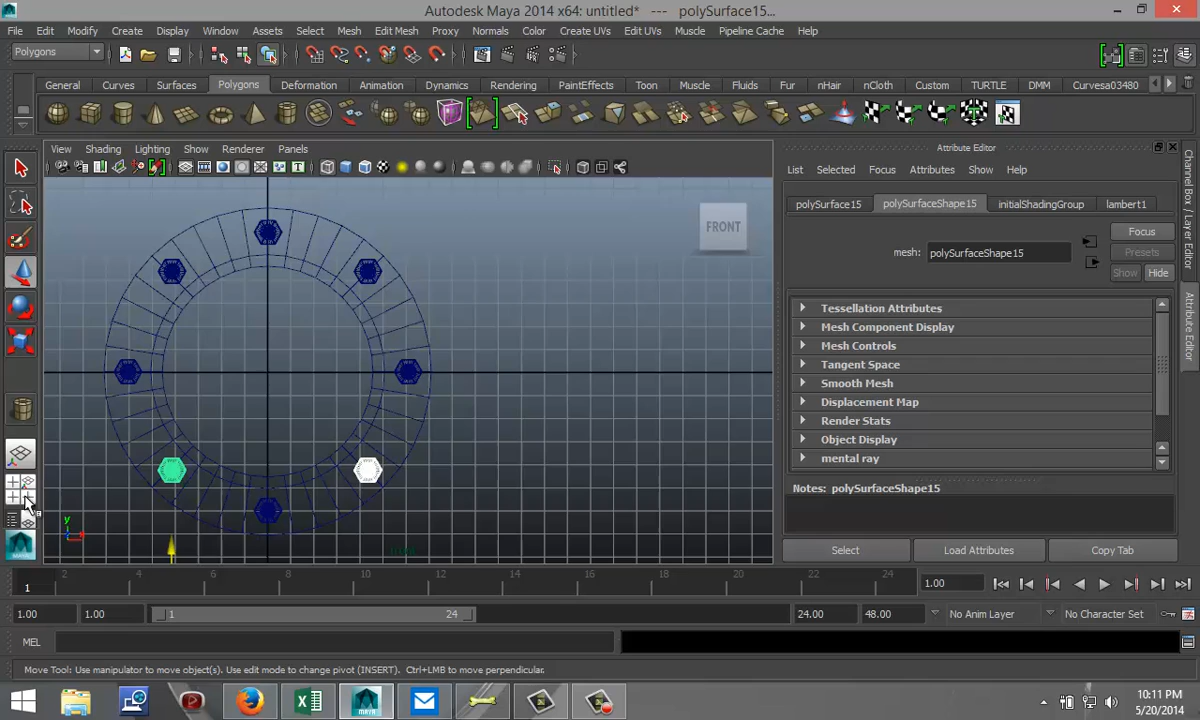 Autodesk Maya 2014 x64: untitled* --- polySurface15...
File Edit Modify Create Display Window Assets Select Mesh Edit Mesh Proxy Normals Color Create UVs Edit UVs Muscle Pipeline Cache Help
Polygons
General Curves Surfaces Polygons Deformation Animation Dynamics Rendering PaintEffects Toon Muscle Fluids Fur nHair nCloth Custom TURTLE DMM Curvesa03480
View Shading Lighting Show Renderer Panels
Attribute Editor
List Selected Focus Attributes Show Help
polySurface15 polySurfaceShape15 initialShadingGroup lambert1
Focus
mesh: polySurfaceShape15
Presets
Show Hide
FRONT
Tessellation Attributes
Mesh Component Display
Mesh Controls
Tangent Space
Smooth Mesh
Displacement Map
Render Stats
Object Display
mental ray
Notes: polySurfaceShape15
Select Load Attributes Copy Tab
Channel Box / Layer Editor
Attribute Editor
y
MAYA
1 2 4 6 8 10 12 14 16 18 20 22 24
1.00
1.00 1.00 1 24 24.00 48.00 No Anim Layer No Character Set
MEL
Move Tool: Use manipulator to move object(s). Use edit mode to change pivot (INSERT). Ctrl+LMB to move perpendicular.
10:11 PM
5/20/2014